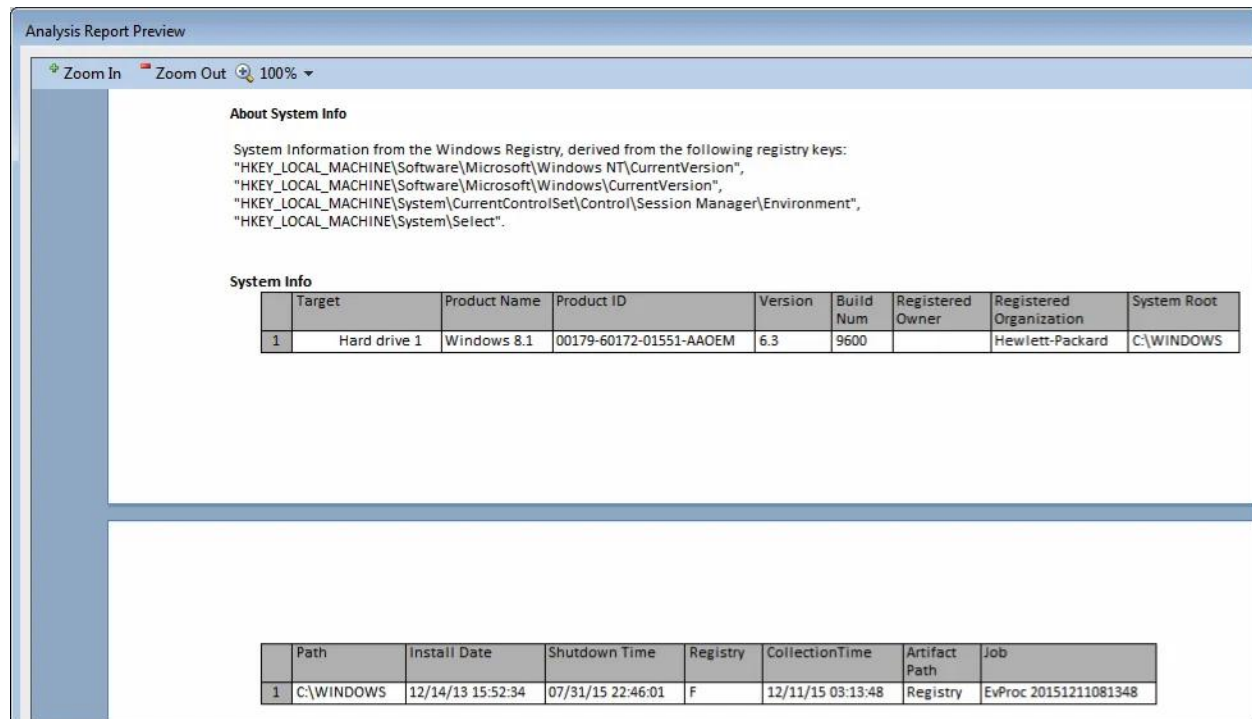 Analysis Report Preview
Zoom In Zoom Out 100%
About System Info
System Information from the Windows Registry, derived from the following registry keys:
"HKEY_LOCAL_MACHINE\Software\Microsoft\Windows NT\CurrentVersion",
"HKEY_LOCAL_MACHINE\Software\Microsoft\Windows\CurrentVersion",
"HKEY_LOCAL_MACHINE\System\CurrentControlSet\Control\Session Manager\Environment",
"HKEY_LOCAL_MACHINE\System\Select".
System Info
Target Product Name Product ID Version Build Num Registered Owner Registered Organization System Root
1 Hard drive 1 Windows 8.1 00179-60172-01551-AAOEM 6.3 9600 Hewlett-Packard C:\WINDOWS
Path Install Date Shutdown Time Registry CollectionTime Artifact Path Job
1 C:\WINDOWS 12/14/13 15:52:34 07/31/15 22:46:01 F 12/11/15 03:13:48 Registry EvProc 20151211081348